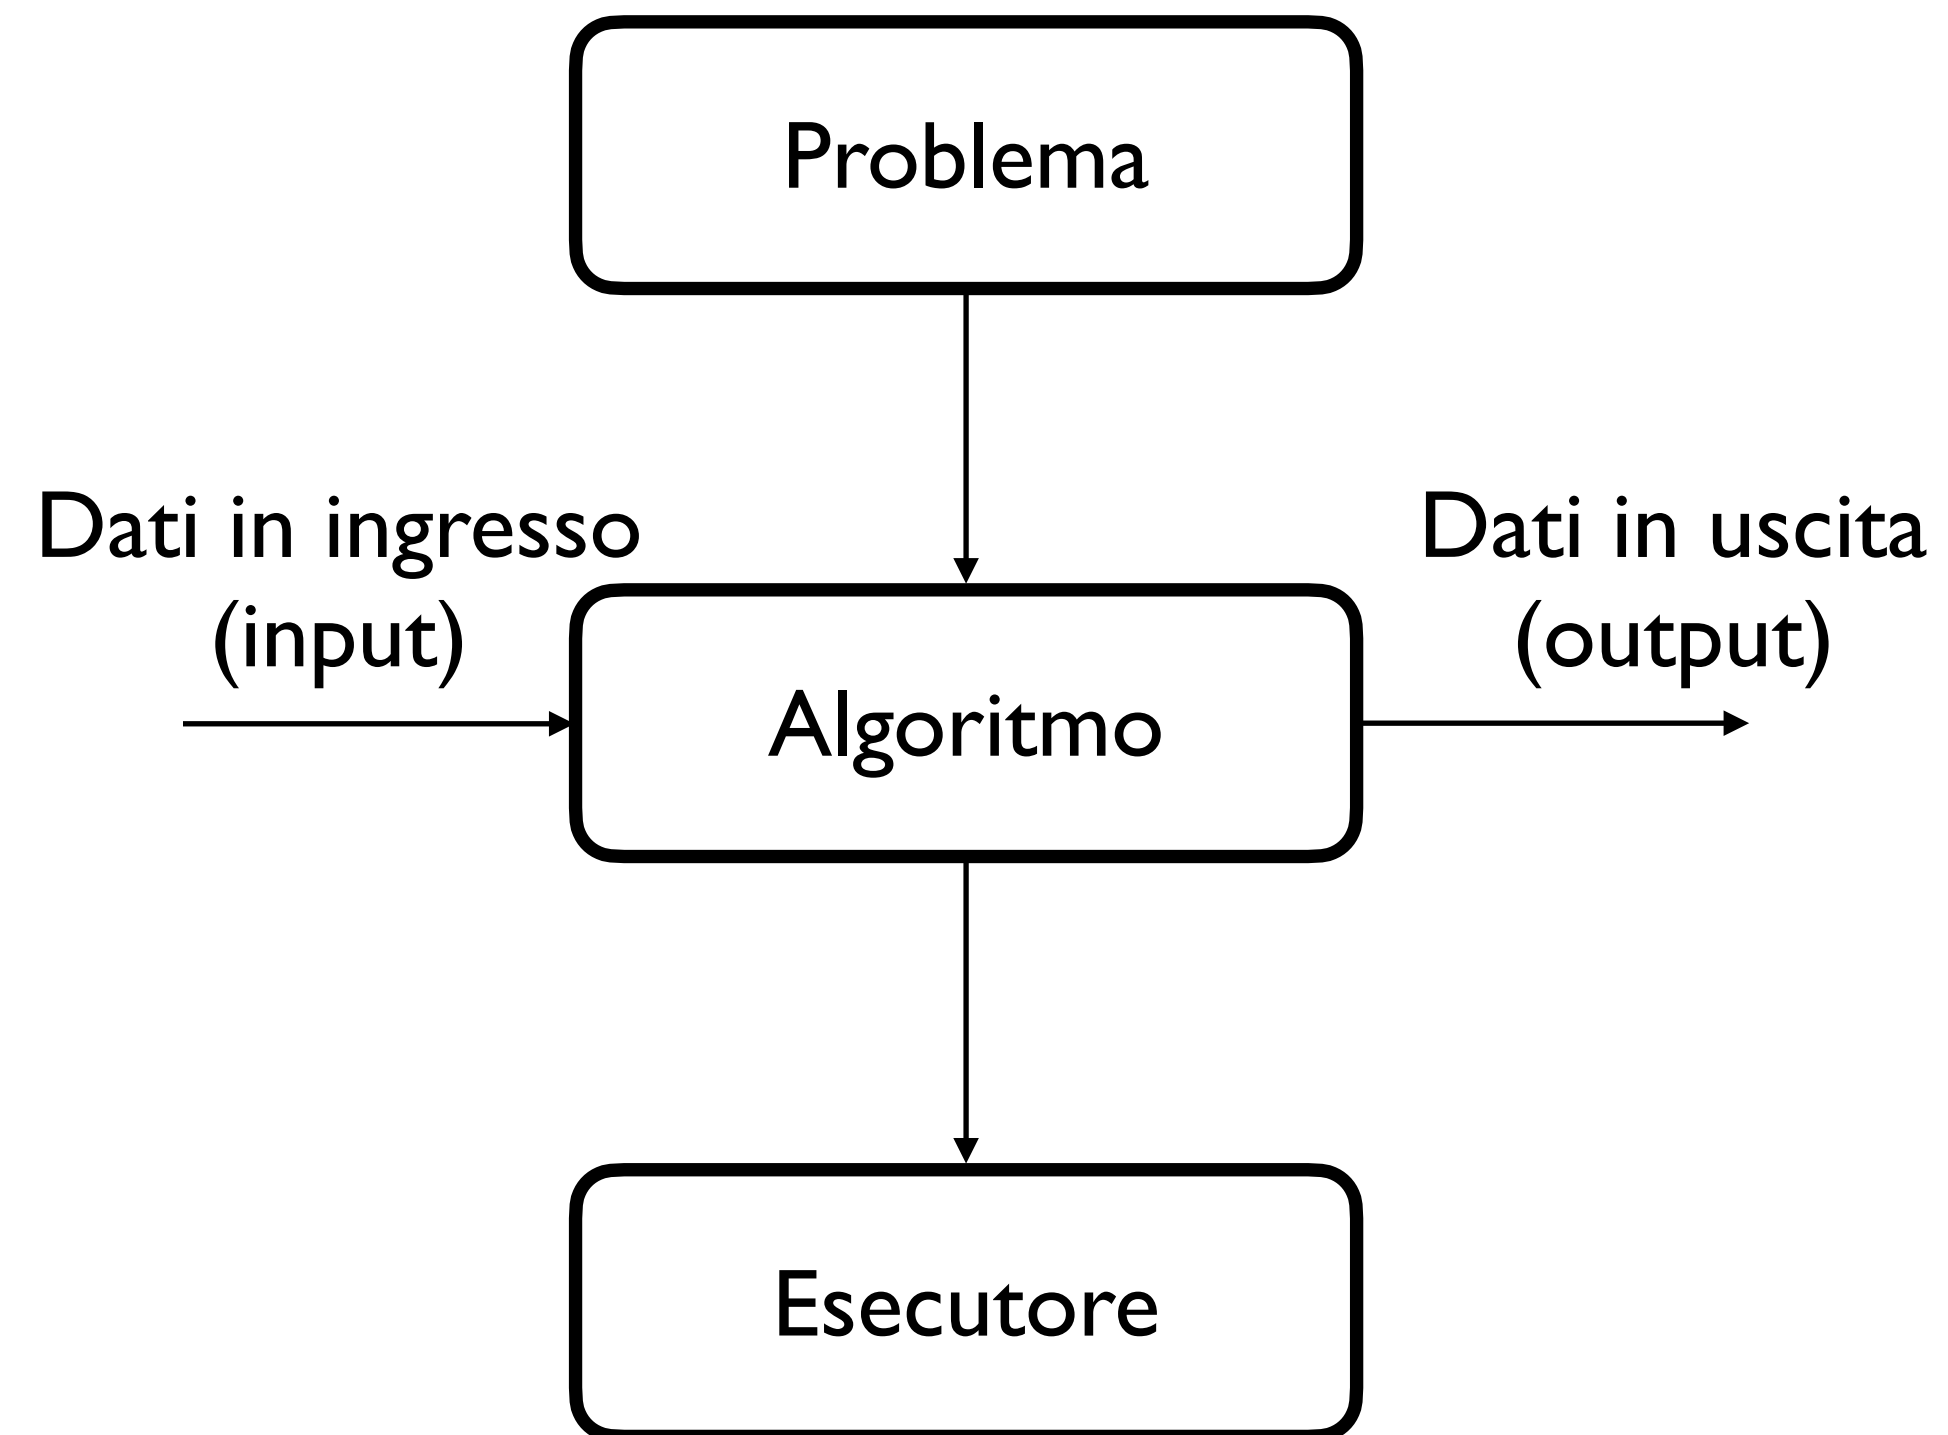 Problema
Dati in ingresso
(input)
Dati in uscita
(output)
Algoritmo
Esecutore